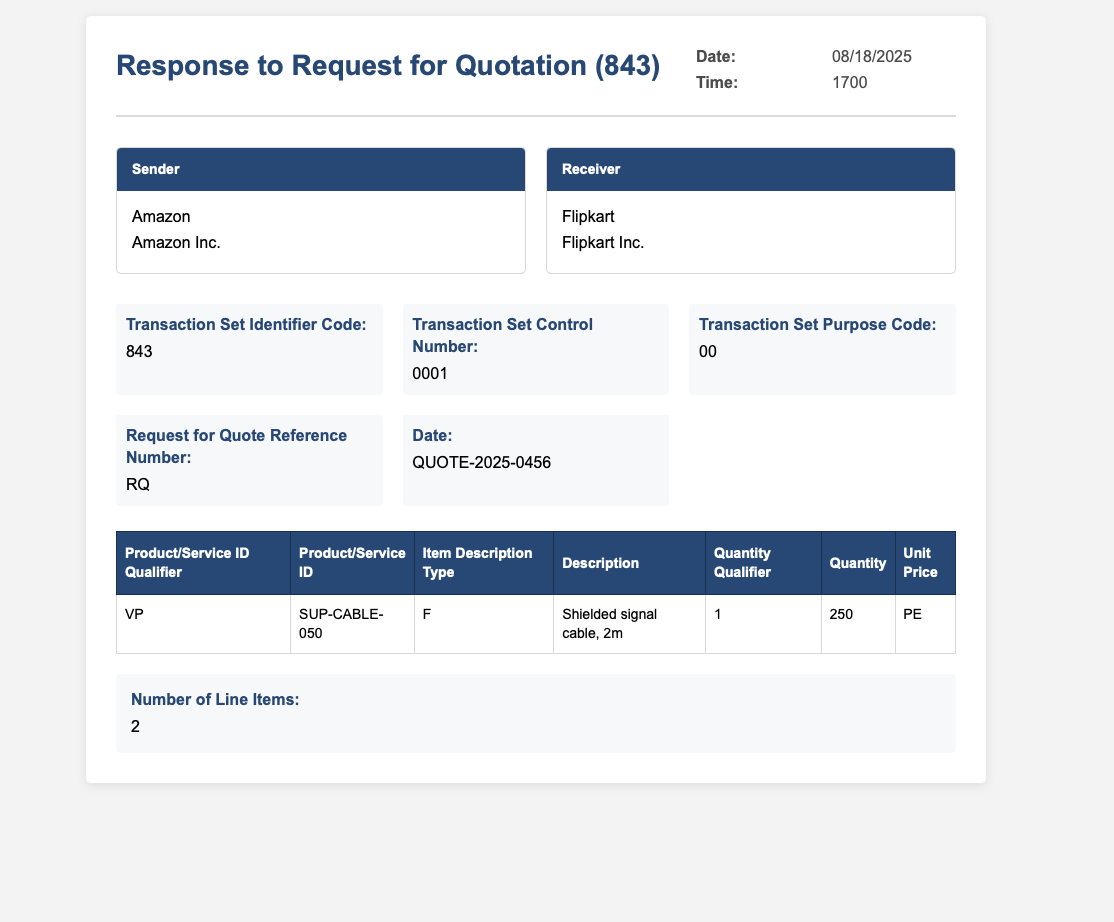 Response to Request for Quotation (843)
Date: 08/18/2025
Time: 1700
Sender
Amazon
Amazon Inc.
Receiver
Flipkart
Flipkart Inc.
Transaction Set Identifier Code:
843
Transaction Set Control
Number:
0001
Transaction Set Purpose Code:
00
Request for Quote Reference
Number:
RQ
Date:
QUOTE-2025-0456
Product/Service ID
Qualifier
Product/Service
ID
Item Description
Type
Description
Quantity
Qualifier
Quantity
Unit
Price
VP
SUP-CABLE-
050
F
Shielded signal
cable, 2m
1
250
PE
Number of Line Items:
2